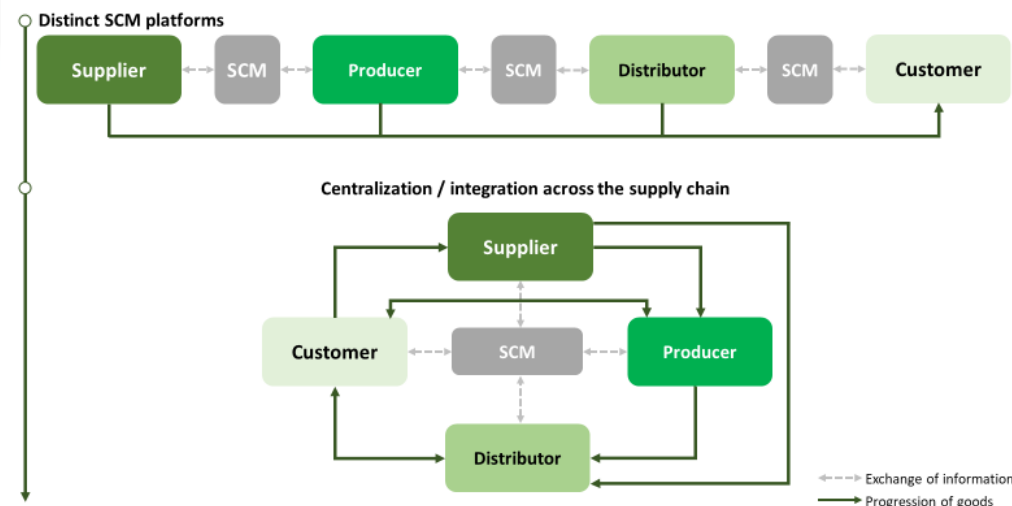 Distinct SCM platforms
Supplier
SCM
Producer
SCM
Distributor
SCM
Customer
Centralization / integration across the supply chain
Supplier
Customer
SCM
Producer
Distributor
Exchange of information
Progression of goods